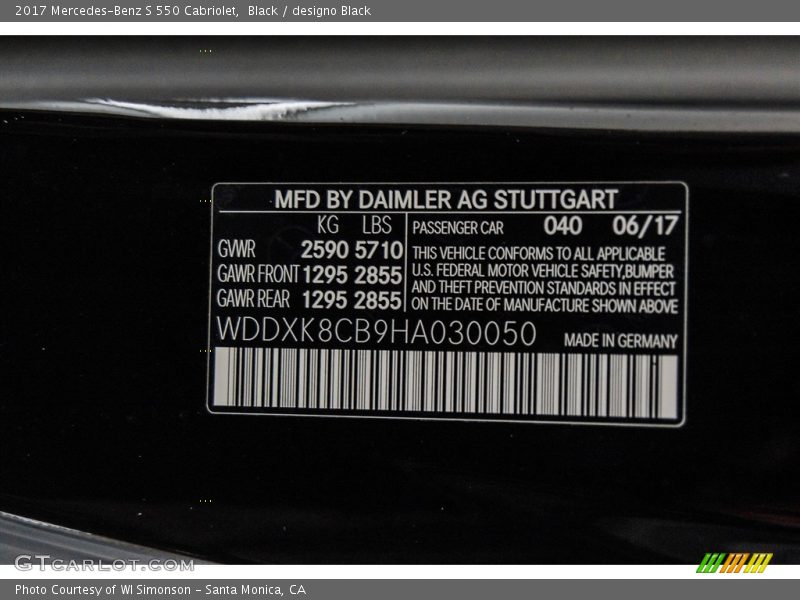 2017 Mercedes-Benz S 550 Cabriolet,  Black / designo Black
MFD BY DAIMLER AG STUTTGART
KG LBS PASSENGER CAR 040 06/17
GWR 2590 5710 THIS VEHICLE CONFORMS TO ALL APPLICABLE
GAWR FRONT 1295 2855 U.S. FEDERAL MOTOR VEHICLE SAFETY,BUMPER
AND THEFT PREVENTION STANDARDS IN EFFECT
GAWR REAR 1295 2855 ON THE DATE OF MANUFACTURE SHOWN ABOVE
WDDXK8CB9HA030050 MADE IN GERMANY
GTCARLOT.COM
Photo Courtesy of WI Simonson - Santa Monica, CA